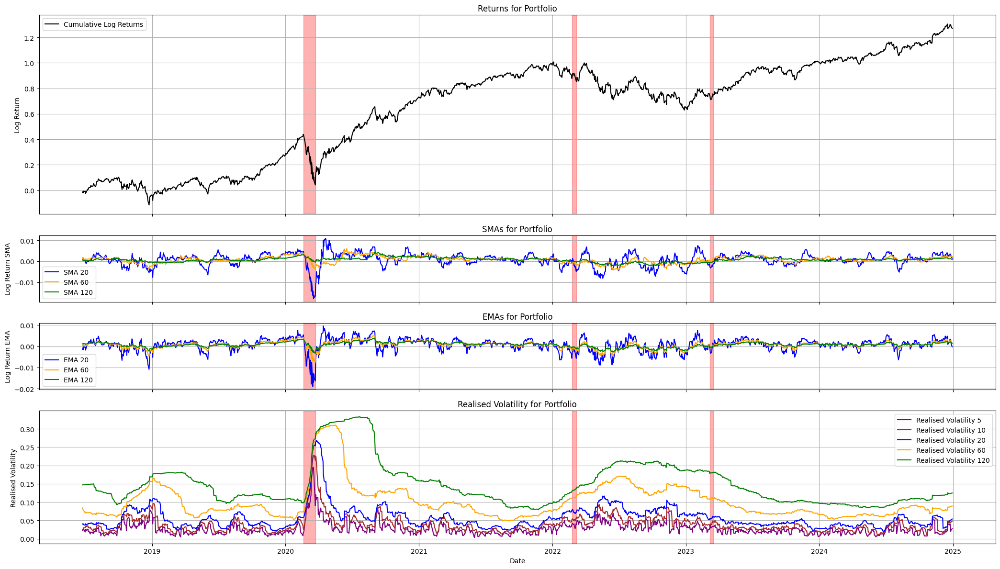 Returns for Portfolio
Cumulative Log Returns
Log Return
1.2
1.0
0.8
0.6
0.4
0.2
0.0
SMAs for Portfolio
Log Return SMA
0.01
0.00
−0.01
SMA 20
SMA 60
SMA 120
EMAs for Portfolio
Log Return EMA
0.01
0.00
−0.01
−0.02
EMA 20
EMA 60
EMA 120
Realised Volatility for Portfolio
Realised Volatility
0.30
0.25
0.20
0.15
0.10
0.05
0.00
Realised Volatility 5
Realised Volatility 10
Realised Volatility 20
Realised Volatility 60
Realised Volatility 120
2019 2020 2021 2022 2023 2024 2025
Date